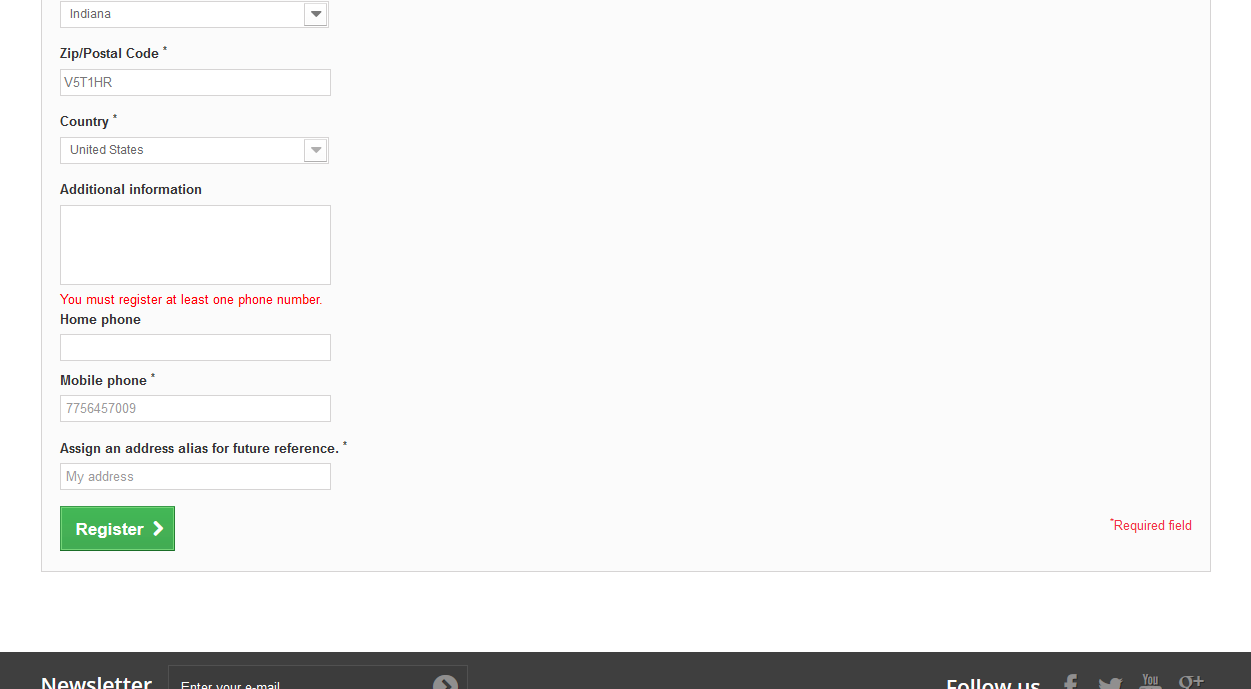 Indiana
Zip/Postal Code *
V5T1HR
Country *
United States
Additional information
You must register at least one phone number.
Home phone
Mobile phone *
7756457009
Assign an address alias for future reference. *
My address
Register
*Required field
Newsletter
Enter your e-mail
Follow us
You
g+